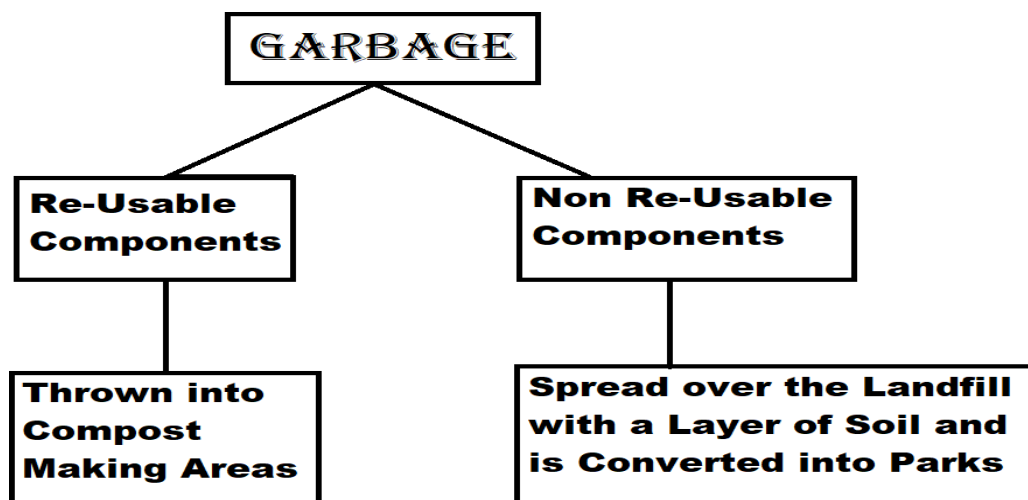 GARBAGE
Re-Usable
Components
Non Re-Usable
Components
Thrown into
Compost
Making Areas
Spread over the Landfill
with a Layer of Soil and
is Converted into Parks